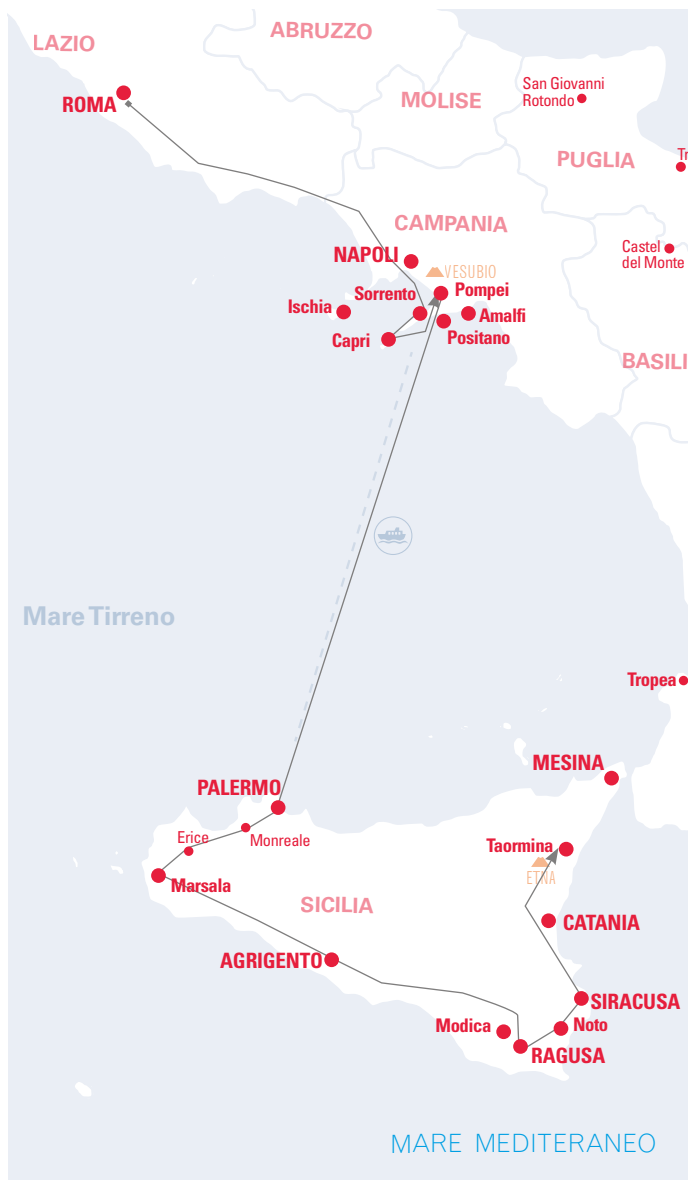 LAZIO
ABRUZZO
ROMA
MOLISE
San Giovanni
Rotondo
PUGLIA
Tr
CAMPANIA
NAPOLI
VESUBIO
Castel
del Monte
Sorrento
Pompei
Ischia
Amalfi
Capri
Positano
BASILI
Mare Tirreno
Tropea
MESINA
PALERMO
Erice
Monreale
Taormina
ETNA
Marsala
SICILIA
CATANIA
AGRIGENTO
SIRACUSA
Modica
Noto
RAGUSA
MARE MEDITERANEO